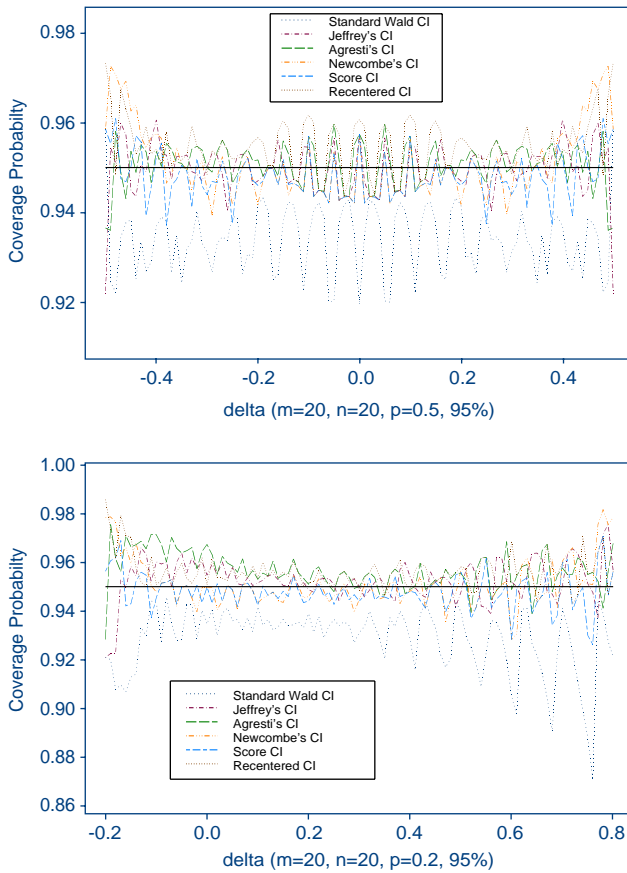 0.98
0.96
0.94
0.92
Coverage Probabilty
Standard Wald CI
Jeffrey's CI
Agresti's CI
Newcombe's CI
Score CI
Recentered CI
-0.4
-0.2
0.0
0.2
0.4
delta (m=20, n=20, p=0.5, 95%)
1.00
0.98
0.96
0.94
0.92
0.90
0.88
0.86
Coverage Probabilty
Standard Wald CI
Jeffrey's CI
Agresti's CI
Newcombe's CI
Score CI
Recentered CI
-0.2
0.0
0.2
0.4
0.6
0.8
delta (m=20, n=20, p=0.2, 95%)